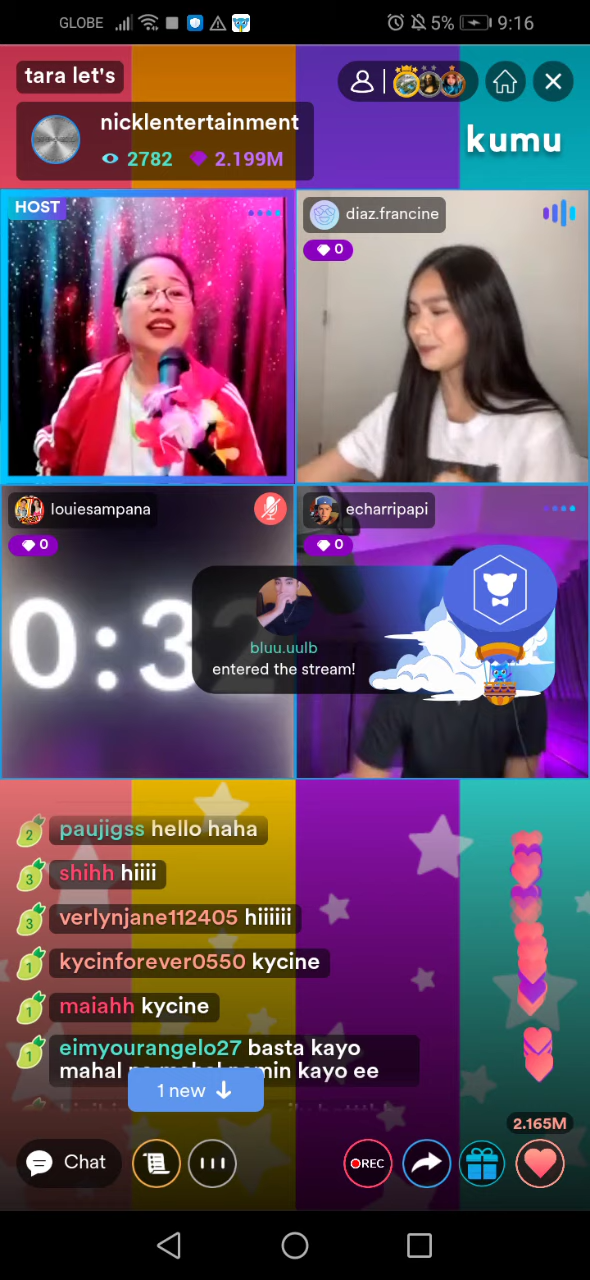 GLOBE
5%
9:16
tara let's
nicklentertainment
2782
2.199M
kumu
HOST
diaz.francine
0
louiesampana
0
echarripapi
0
0:32
bluu.uulb
entered the stream!
2 paujigss hello haha
3 shihh hiiii
3 verlynjane112405 hiiiiii
1 kycinforever0550 kycine
1 maiahh kycine
1 eimyourangelo27 basta kayo
mahal na mahal namin kayo ee
1 new
2.165M
Chat
REC